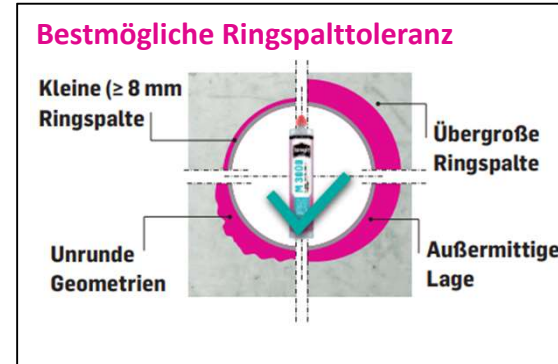 Bestmögliche Ringspalttoleranz
Kleine (≥ 8 mm
Ringspalte
Übergroße
Ringspalte
Unrunde
Geometrien
Außermittige
Lage